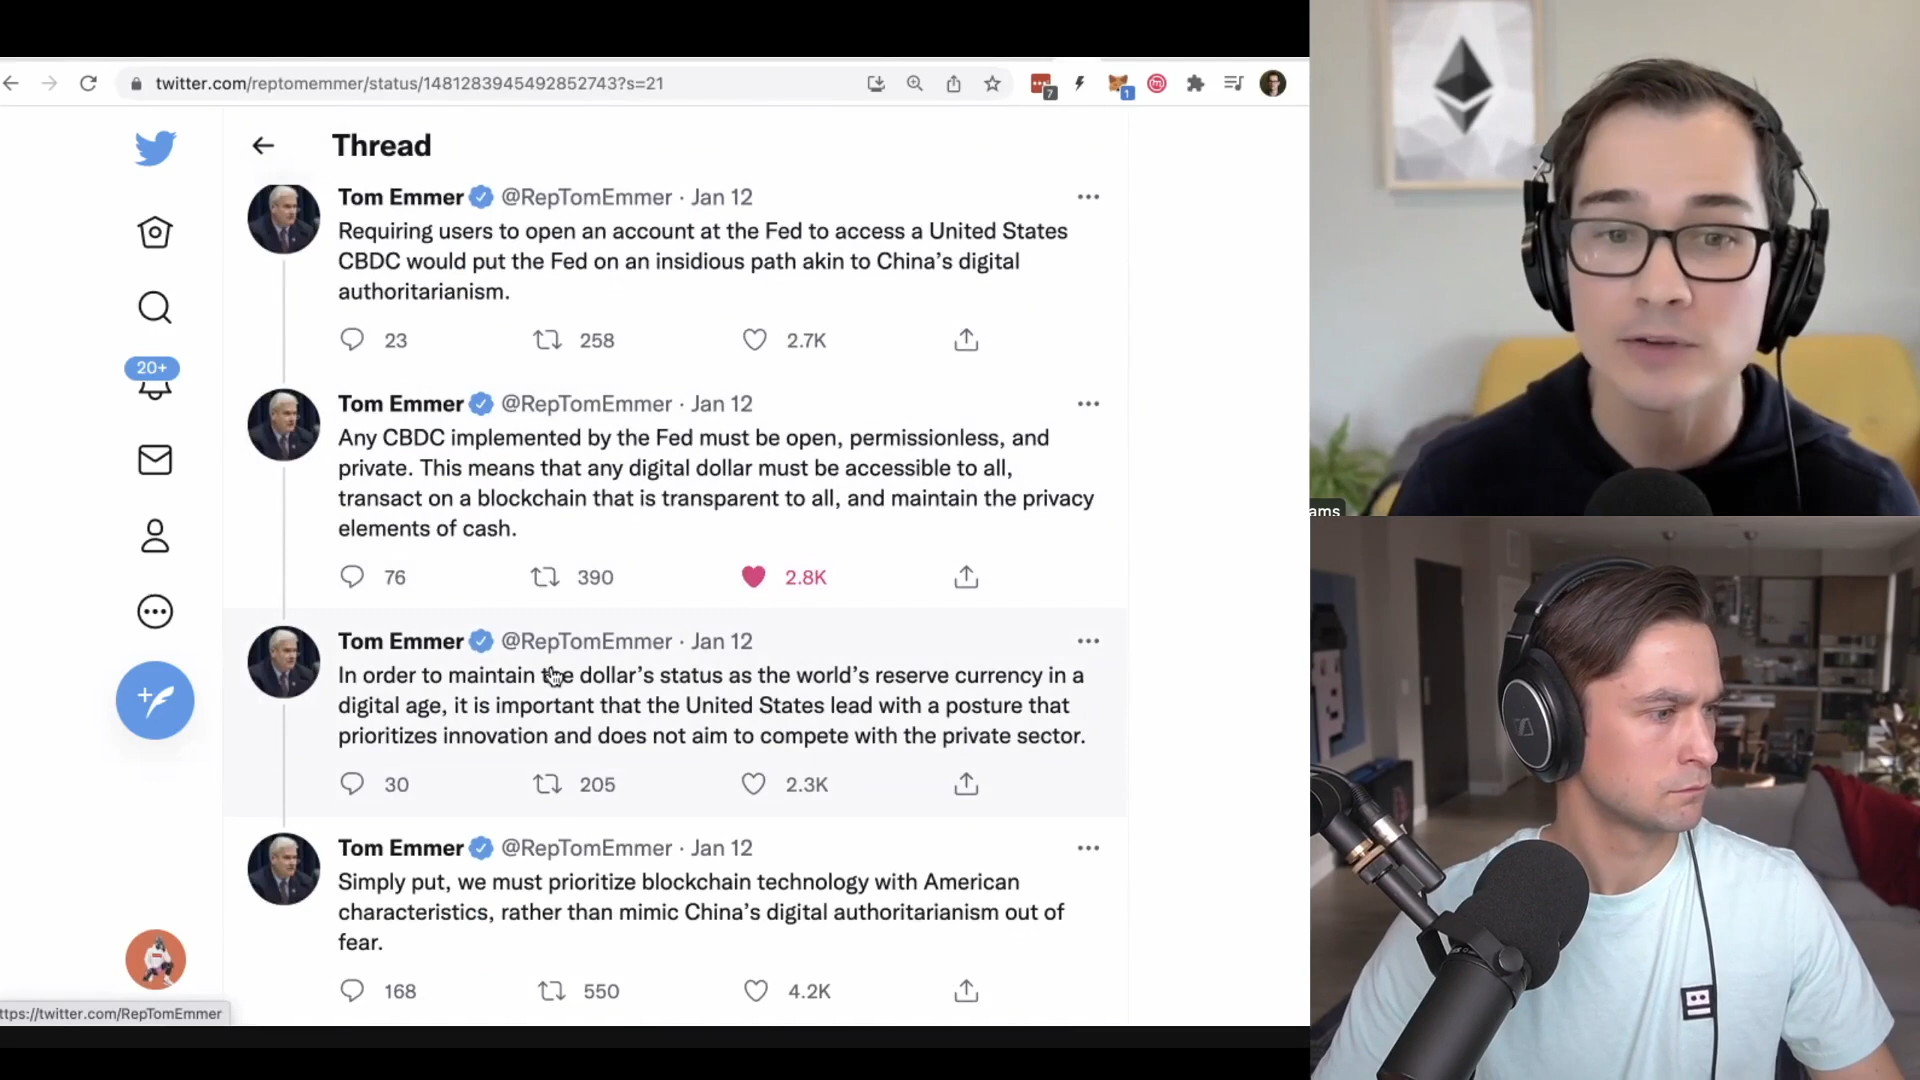 twitter.com/reptomemmer/status/1481283945492852743?s=21
7
1
Thread
Tom Emmer @RepTomEmmer · Jan 12
Requiring users to open an account at the Fed to access a United States
CBDC would put the Fed on an insidious path akin to China's digital
authoritarianism.
23 258 2.7K
20+
Tom Emmer @RepTomEmmer · Jan 12
Any CBDC implemented by the Fed must be open, permissionless, and
private. This means that any digital dollar must be accessible to all,
transact on a blockchain that is transparent to all, and maintain the privacy
elements of cash.
76 390 2.8K
Tom Emmer @RepTomEmmer · Jan 12
In order to maintain the dollar's status as the world's reserve currency in a
digital age, it is important that the United States lead with a posture that
prioritizes innovation and does not aim to compete with the private sector.
30 205 2.3K
Tom Emmer @RepTomEmmer · Jan 12
Simply put, we must prioritize blockchain technology with American
characteristics, rather than mimic China's digital authoritarianism out of
fear.
168 550 4.2K
ttps://twitter.com/RepTomEmmer
ams